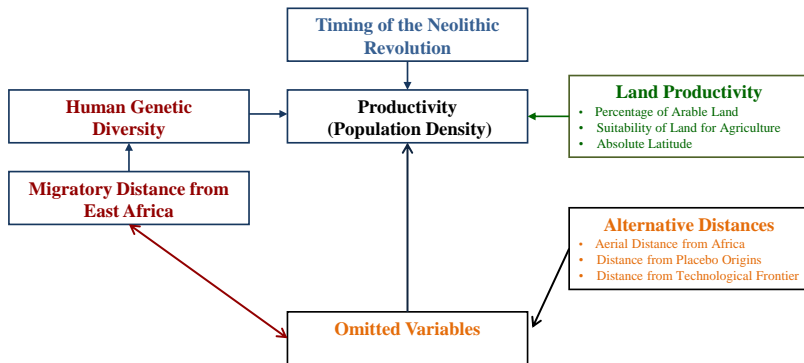 Timing of the Neolithic
Revolution
Human Genetic
Diversity
Productivity
(Population Density)
Land Productivity
• Percentage of Arable Land
• Suitability of Land for Agriculture
• Absolute Latitude
Migratory Distance from
East Africa
Alternative Distances
• Aerial Distance from Africa
• Distance from Placebo Origins
• Distance from Technological Frontier
Omitted Variables